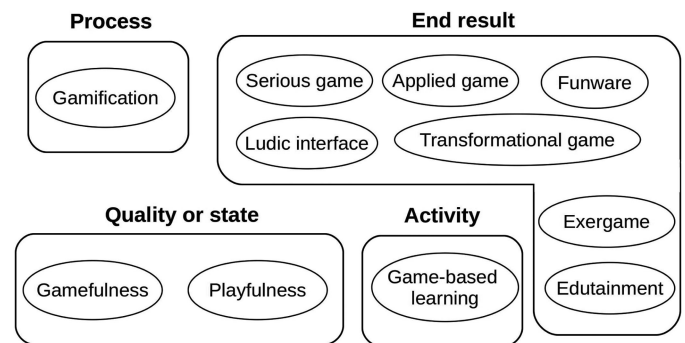 Process
Gamification
End result
Serious game
Applied game
Funware
Ludic interface
Transformational game
Exergame
Edutainment
Quality or state
Gamefulness
Playfulness
Activity
Game-based
learning